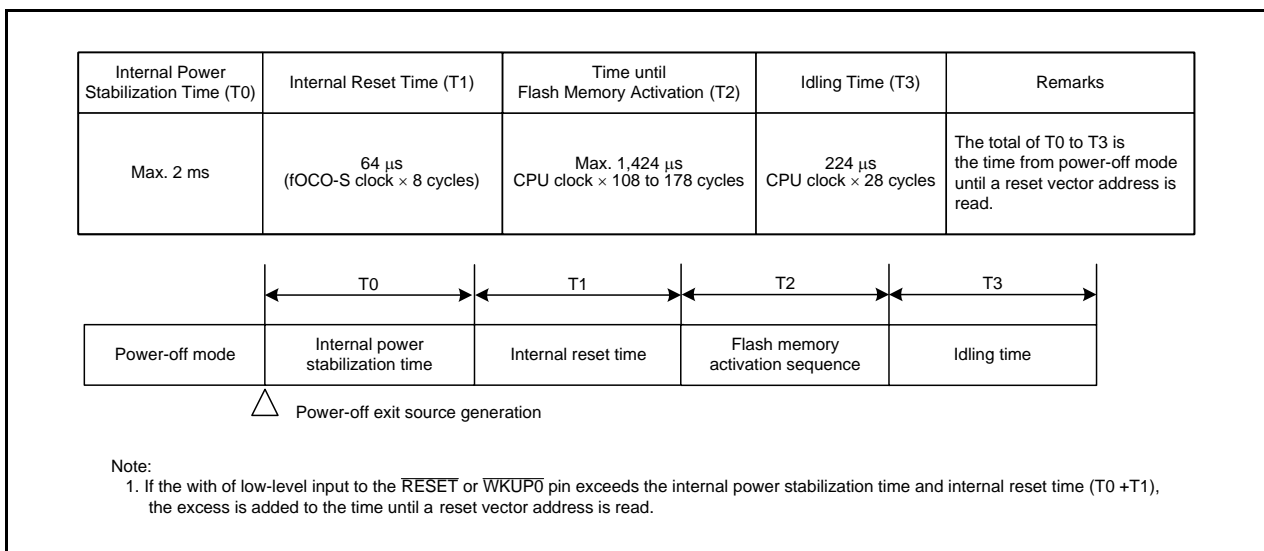 Internal Power
Stabilization Time (T0)
Internal Reset Time (T1)
Time until
Flash Memory Activation (T2)
Idling Time (T3)
Remarks
Max. 2 ms
64 μs
(fOCO-S clock × 8 cycles)
Max. 1,424 μs
CPU clock × 108 to 178 cycles
224 μs
CPU clock × 28 cycles
The total of T0 to T3 is
the time from power-off mode
until a reset vector address is
read.
T0
T1
T2
T3
Power-off mode
Internal power
stabilization time
Internal reset time
Flash memory
activation sequence
Idling time
Power-off exit source generation
Note:
1. If the with of low-level input to the RESET or WKUP0 pin exceeds the internal power stabilization time and internal reset time (T0 +T1),
the excess is added to the time until a reset vector address is read.